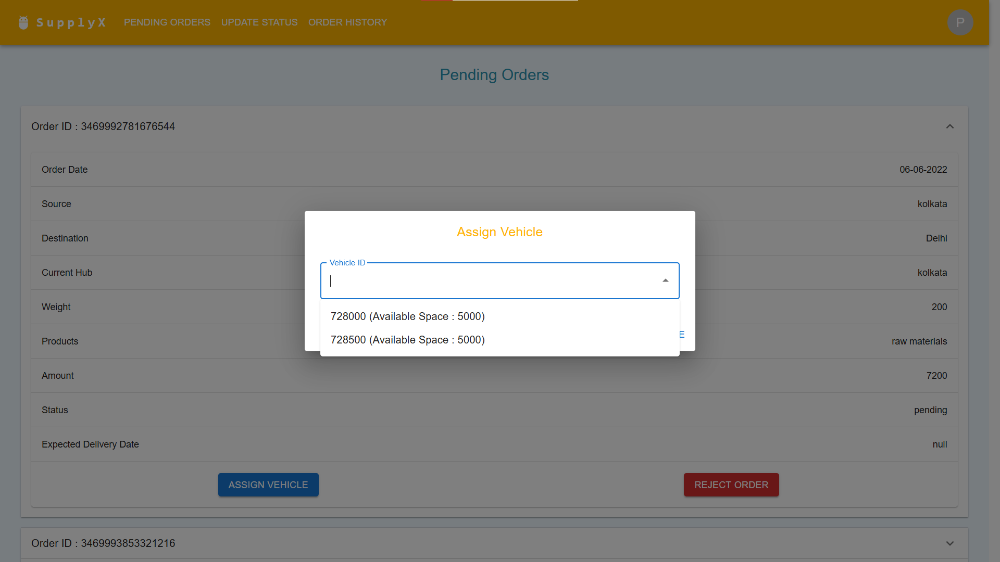 SupplyX PENDING ORDERS UPDATE STATUS ORDER HISTORY P
Pending Orders
Order ID : 3469992781676544
Order Date 06-06-2022
Source kolkata
Destination Delhi
Current Hub kolkata
Weight 200
Products raw materials
Amount 7200
Status pending
Expected Delivery Date null
ASSIGN VEHICLE REJECT ORDER
Order ID : 3469993853321216
Assign Vehicle
Vehicle ID
728000 (Available Space : 5000)
728500 (Available Space : 5000)
E